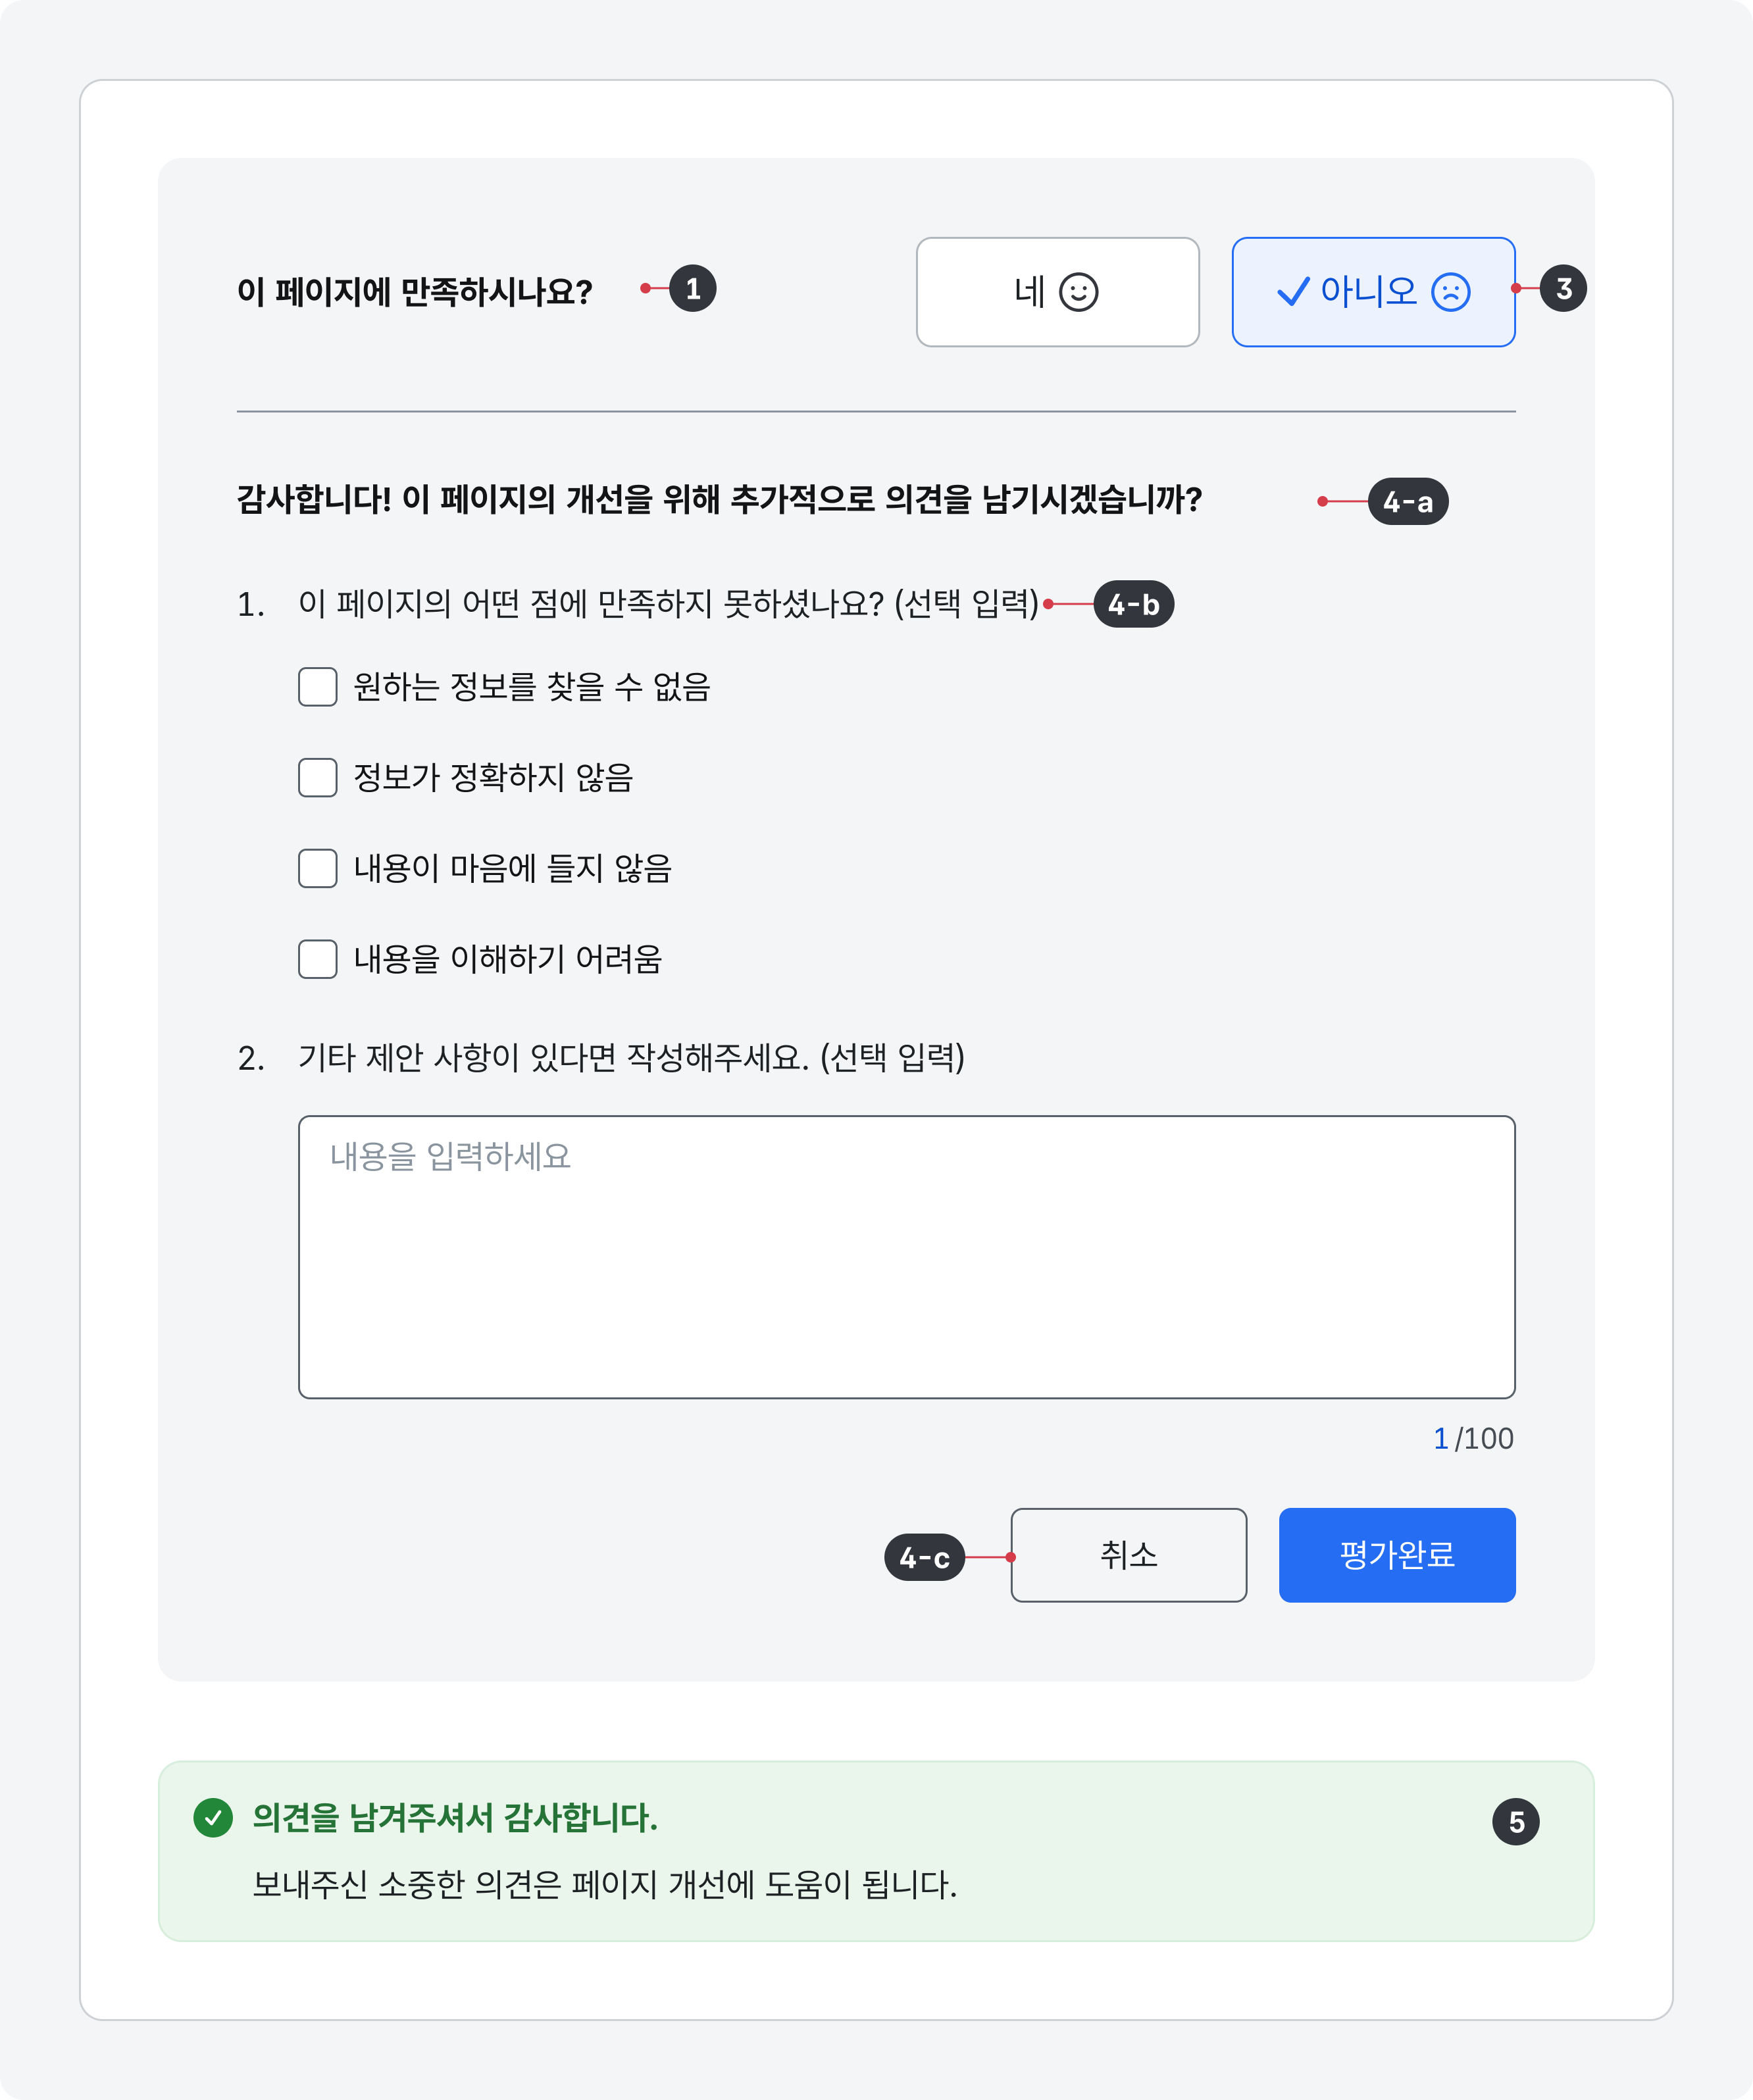 이 페이지에 만족하시나요? 1 네 아니오 3
감사합니다! 이 페이지의 개선을 위해 추가적으로 의견을 남기시겠습니까? 4-a
1. 이 페이지의 어떤 점에 만족하지 못하셨나요? (선택 입력) 4-b
원하는 정보를 찾을 수 없음
정보가 정확하지 않음
내용이 마음에 들지 않음
내용을 이해하기 어려움
2. 기타 제안 사항이 있다면 작성해주세요. (선택 입력)
내용을 입력하세요
1 /100
4-c 취소 평가완료
의견을 남겨주셔서 감사합니다. 5
보내주신 소중한 의견은 페이지 개선에 도움이 됩니다.